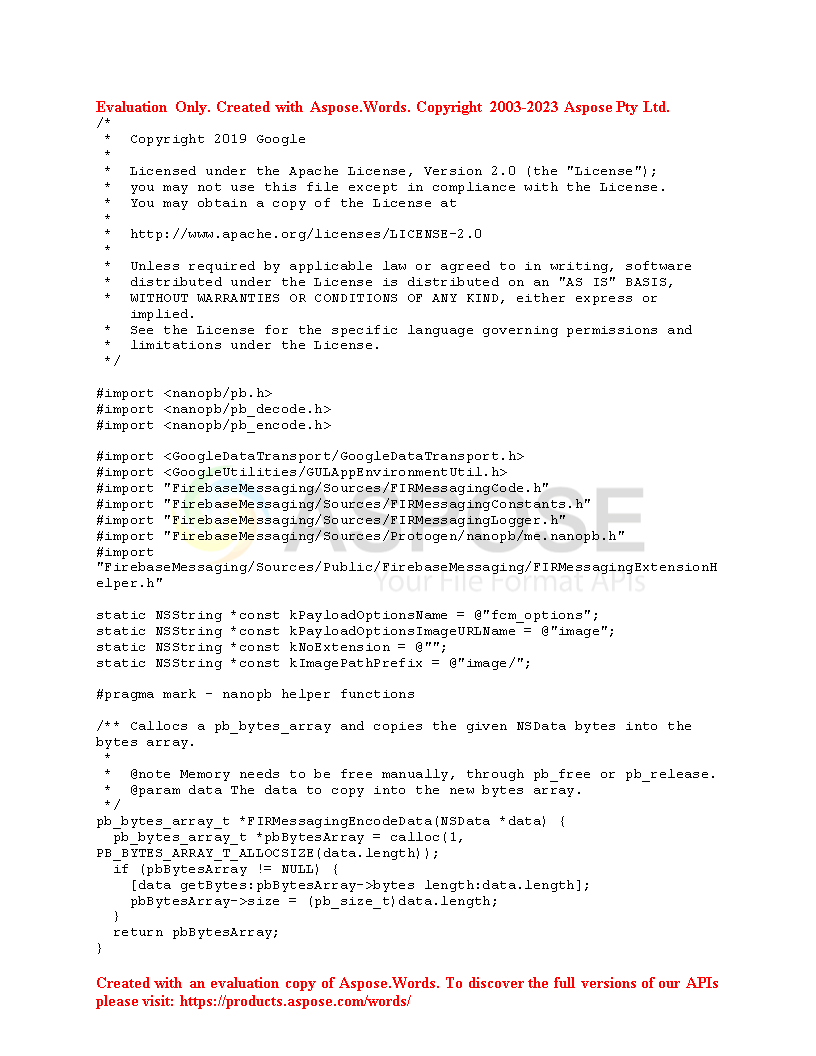 Evaluation Only. Created with Aspose.Words. Copyright 2003-2023 Aspose Pty Ltd.
/*
 * Copyright 2019 Google
 *
 * Licensed under the Apache License, Version 2.0 (the "License");
 * you may not use this file except in compliance with the License.
 * You may obtain a copy of the License at
 *
 * http://www.apache.org/licenses/LICENSE-2.0
 *
 * Unless required by applicable law or agreed to in writing, software
 * distributed under the License is distributed on an "AS IS" BASIS,
 * WITHOUT WARRANTIES OR CONDITIONS OF ANY KIND, either express or
implied.
 * See the License for the specific language governing permissions and
 * limitations under the License.
 */

#import <nanopb/pb.h>
#import <nanopb/pb_decode.h>
#import <nanopb/pb_encode.h>

#import <GoogleDataTransport/GoogleDataTransport.h>
#import <GoogleUtilities/GULAppEnvironmentUtil.h>
#import "FirebaseMessaging/Sources/FIRMessagingCode.h"
#import "FirebaseMessaging/Sources/FIRMessagingConstants.h"
#import "FirebaseMessaging/Sources/FIRMessagingLogger.h"
#import "FirebaseMessaging/Sources/Protogen/nanopb/me.nanopb.h"
#import
"FirebaseMessaging/Sources/Public/FirebaseMessaging/FIRMessagingExtensionH
elper.h"
ASPOSE
Your File Format APIs

static NSString *const kPayloadOptionsName = @"fcm_options";
static NSString *const kPayloadOptionsImageURLName = @"image";
static NSString *const kNoExtension = @"";
static NSString *const kImagePathPrefix = @"image/";

#pragma mark - nanopb helper functions

/** Callocs a pb_bytes_array and copies the given NSData bytes into the
bytes array.
 *
 * @note Memory needs to be free manually, through pb_free or pb_release.
 * @param data The data to copy into the new bytes array.
 */
pb_bytes_array_t *FIRMessagingEncodeData(NSData *data) {
  pb_bytes_array_t *pbBytesArray = calloc(1,
PB_BYTES_ARRAY_T_ALLOCSIZE(data.length));
  if (pbBytesArray != NULL) {
    [data getBytes:pbBytesArray->bytes length:data.length];
    pbBytesArray->size = (pb_size_t)data.length;
  }
  return pbBytesArray;
}

Created with an evaluation copy of Aspose.Words. To discover the full versions of our APIs
please visit: https://products.aspose.com/words/